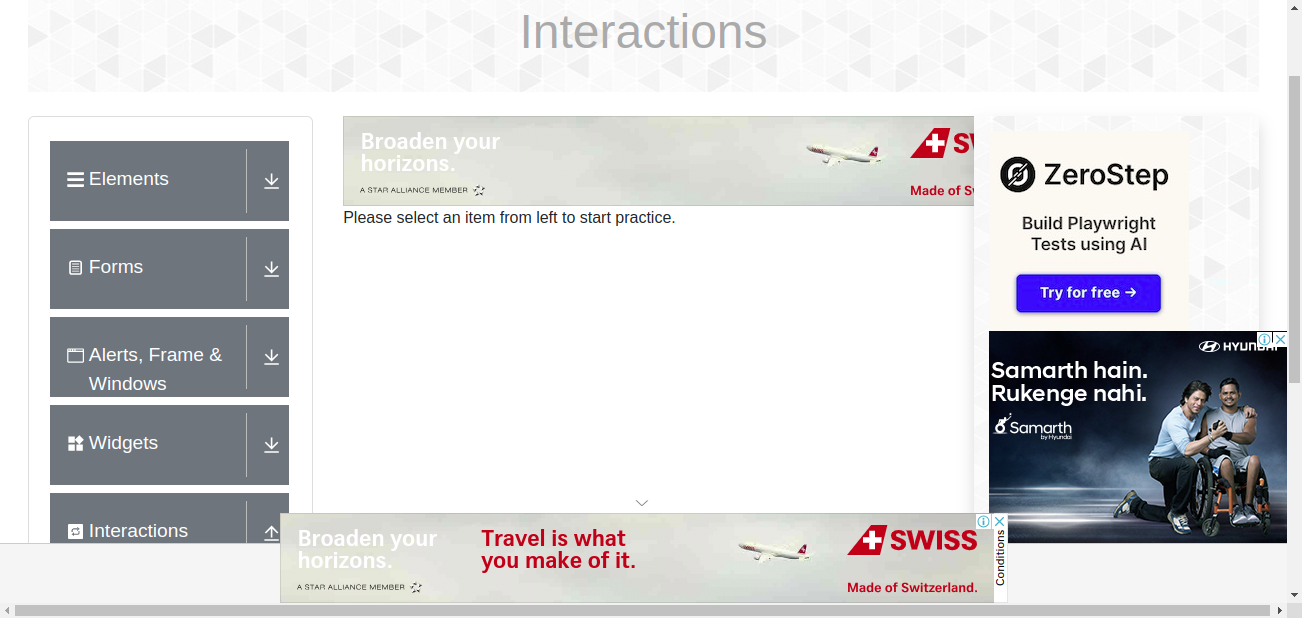 Interactions
Elements
Forms
Alerts, Frame &
Windows
Widgets
Interactions
Broaden your
horizons.
A STAR ALLIANCE MEMBER
Made of S
Please select an item from left to start practice.
ZeroStep
Build Playwright
Tests using AI
Try for free →
HYUNDAI
Samarth hain.
Rukenge nahi.
Samarth
by Hyundai
Broaden your
horizons.
A STAR ALLIANCE MEMBER
Travel is what
you make of it.
SWISS
Made of Switzerland.
Conditions